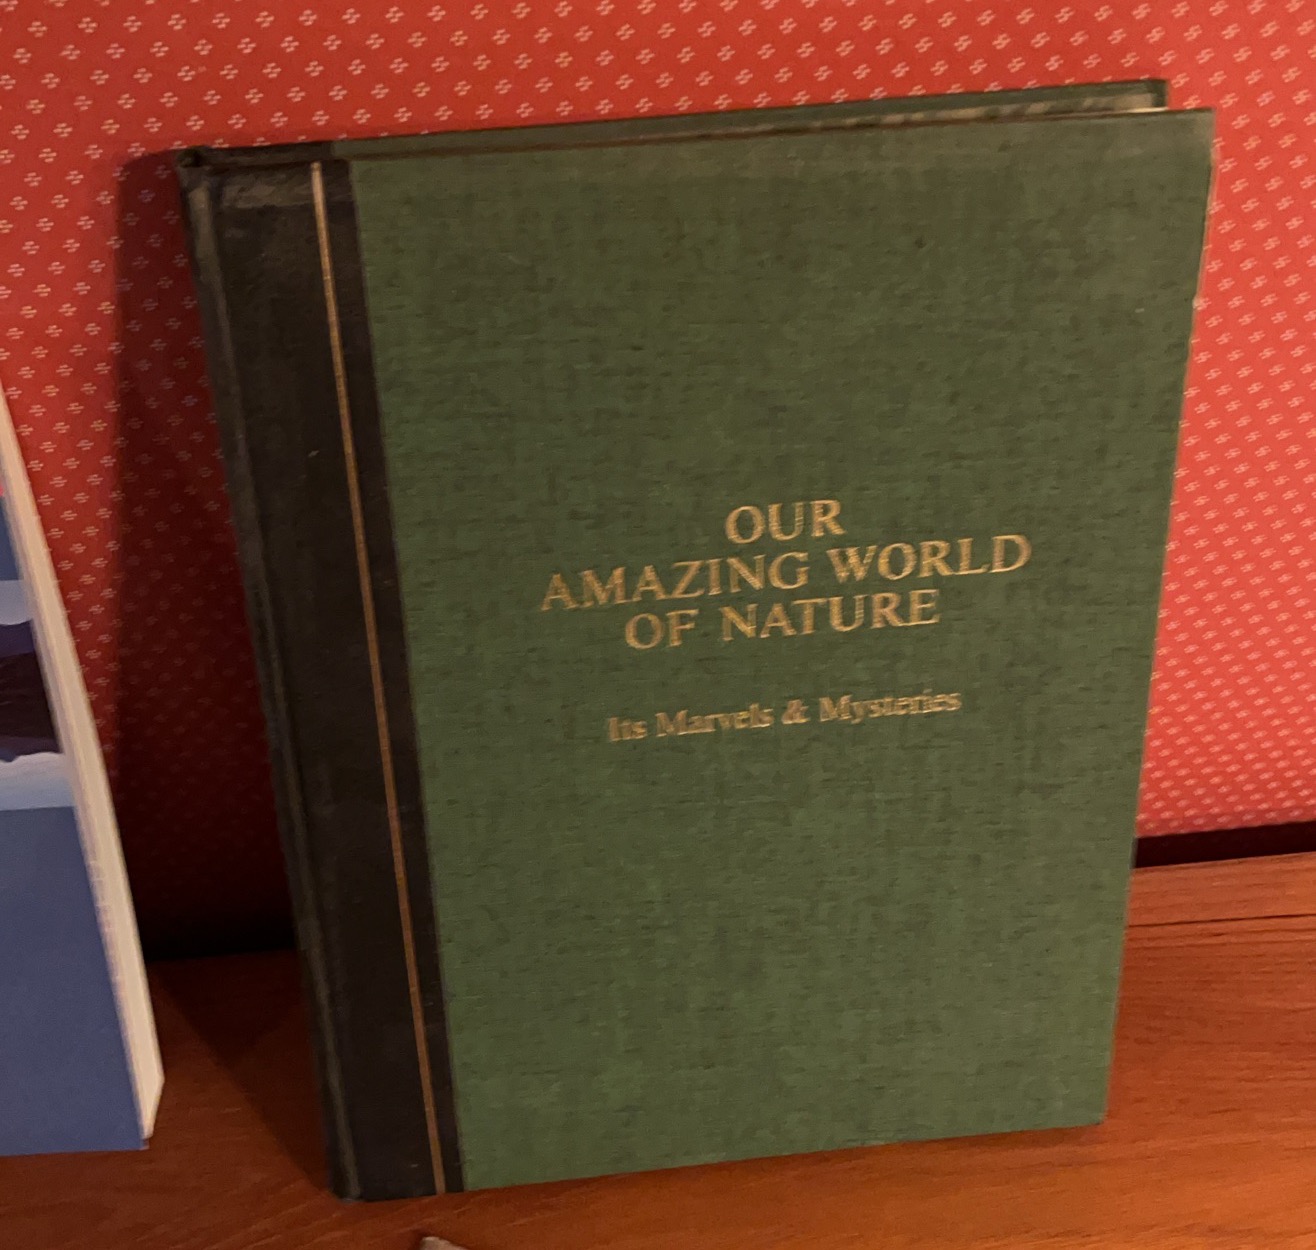 OUR
AMAZING WORLD
OF NATURE
Its Marvels & Mysteries